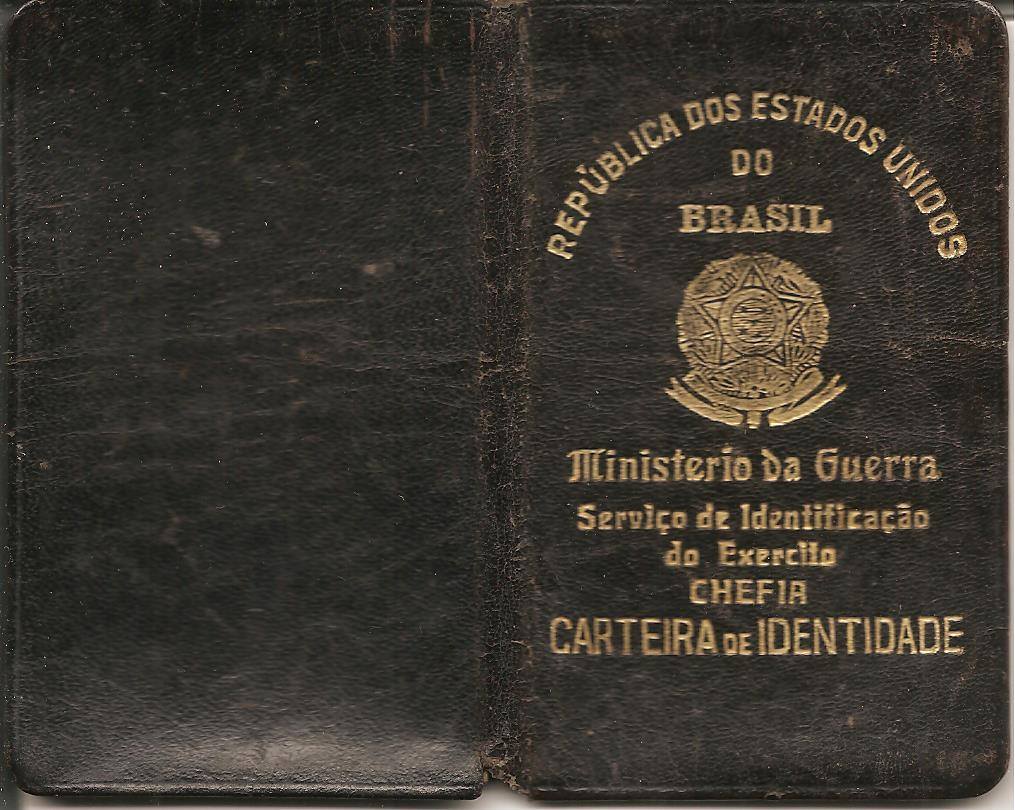 REPÚBLICA DOS ESTADOS UNIDOS
DO
BRASIL
Ministerio da Guerra
Serviço de Identificação
do Exercito
CHEFIA
CARTEIRA DE IDENTIDADE